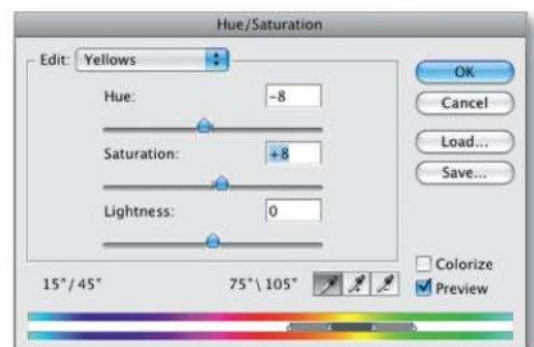 Hue/Saturation
Edit: Yellows
OK
Hue: -8
Cancel
Load...
Saturation: +8
Save...
Lightness: 0
Colorize
15°/45° 75°\105°
Preview